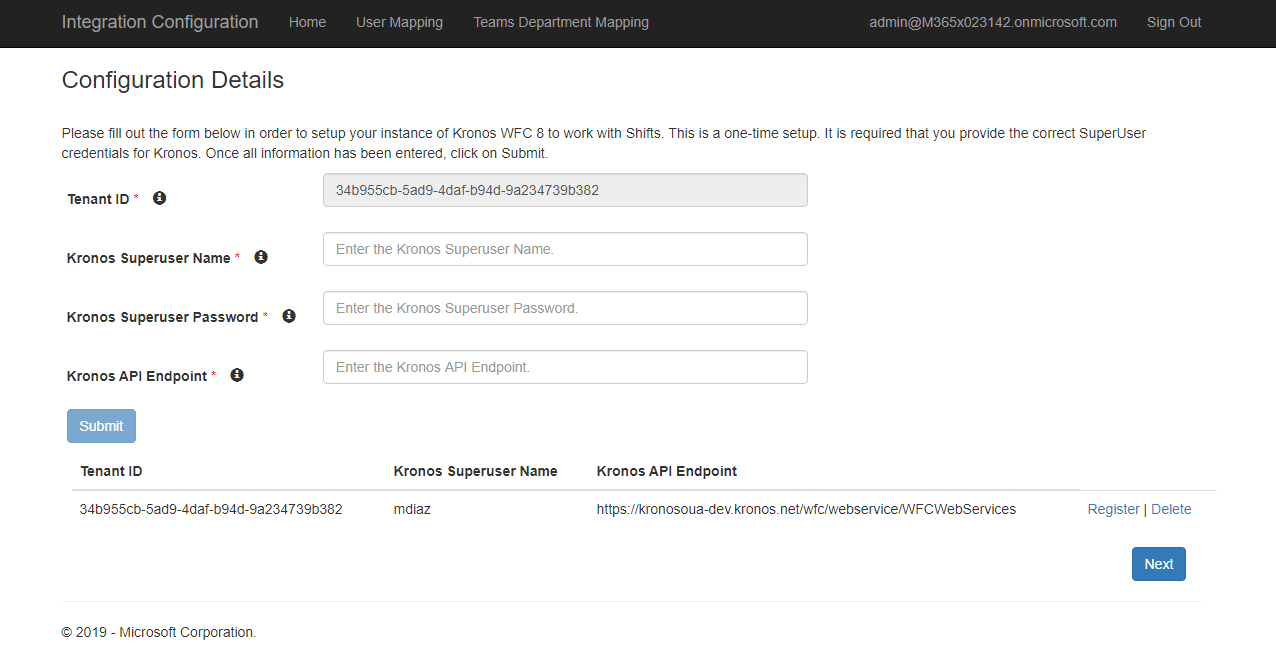 Integration Configuration Home User Mapping Teams Department Mapping admin@M365x023142.onmicrosoft.com Sign Out
Configuration Details
Please fill out the form below in order to setup your instance of Kronos WFC 8 to work with Shifts. This is a one-time setup. It is required that you provide the correct SuperUser
credentials for Kronos. Once all information has been entered, click on Submit.
Tenant ID * 34b955cb-5ad9-4daf-b94d-9a234739b382
Kronos Superuser Name * Enter the Kronos Superuser Name.
Kronos Superuser Password * Enter the Kronos Superuser Password.
Kronos API Endpoint * Enter the Kronos API Endpoint.
Submit
Tenant ID Kronos Superuser Name Kronos API Endpoint
34b955cb-5ad9-4daf-b94d-9a234739b382 mdiaz https://kronosoua-dev.kronos.net/wfc/webservice/WFCWebServices Register | Delete
Next
© 2019 - Microsoft Corporation.